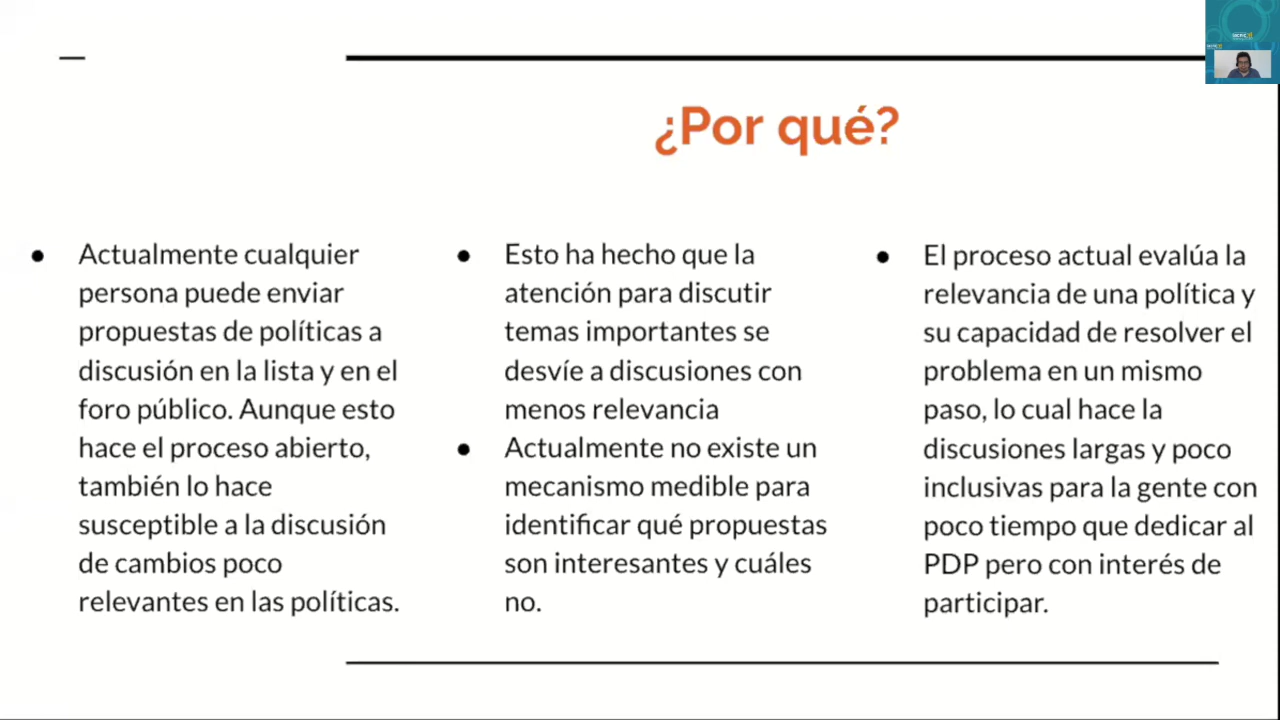 ¿Por qué?
● Actualmente cualquier
persona puede enviar
propuestas de políticas a
discusión en la lista y en el
foro público. Aunque esto
hace el proceso abierto,
también lo hace
susceptible a la discusión
de cambios poco
relevantes en las políticas.
● Esto ha hecho que la
atención para discutir
temas importantes se
desvíe a discusiones con
menos relevancia
● Actualmente no existe un
mecanismo medible para
identificar qué propuestas
son interesantes y cuáles
no.
● El proceso actual evalúa la
relevancia de una política y
su capacidad de resolver el
problema en un mismo
paso, lo cual hace la
discusiones largas y poco
inclusivas para la gente con
poco tiempo que dedicar al
PDP pero con interés de
participar.